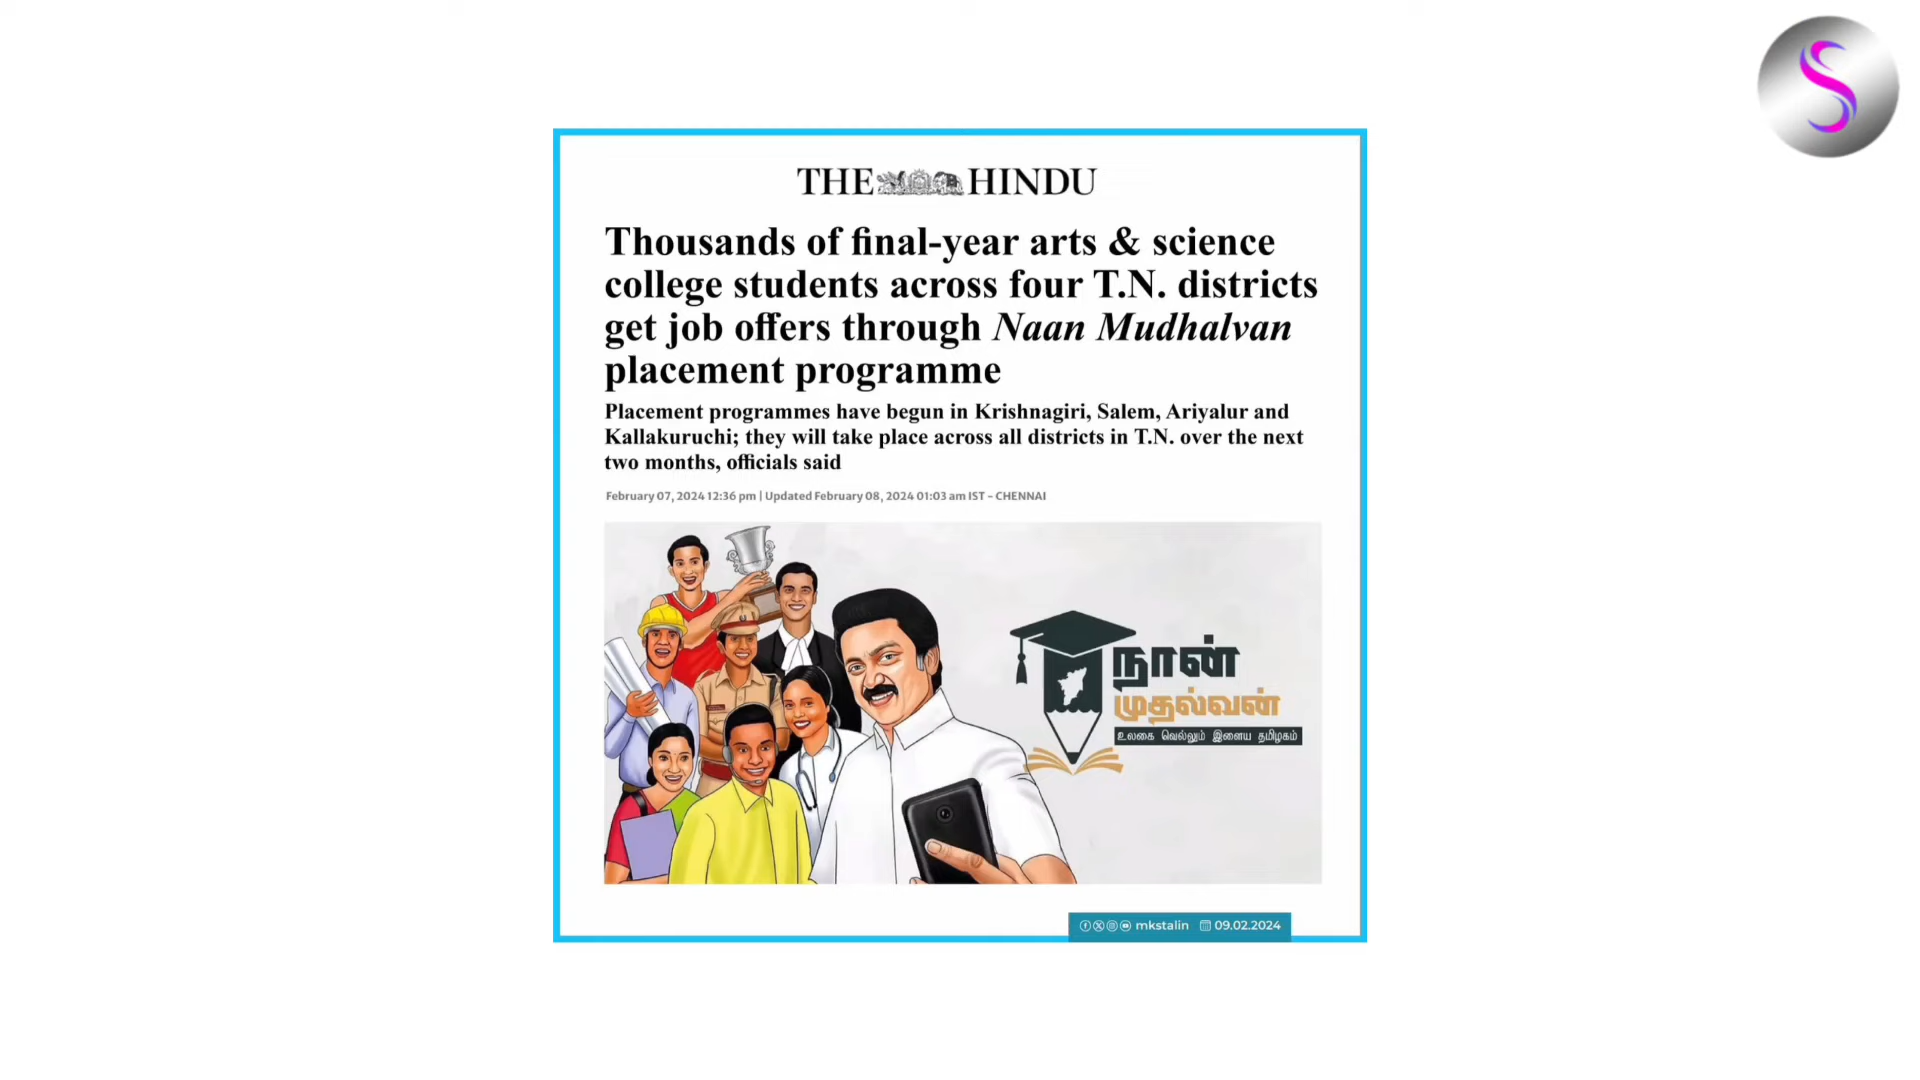 THE HINDU
Thousands of final-year arts & science
college students across four T.N. districts
get job offers through Naan Mudhalvan
placement programme
Placement programmes have begun in Krishnagiri, Salem, Ariyalur and
Kallakuruchi; they will take place across all districts in T.N. over the next
two months, officials said
February 07, 2024 12:36 pm | Updated February 08, 2024 01:03 am IST - CHENNAI
நான்
முதல்வன்
உலகை வெல்லும் இளைய தமிழகம்
mkstalin 09.02.2024
S